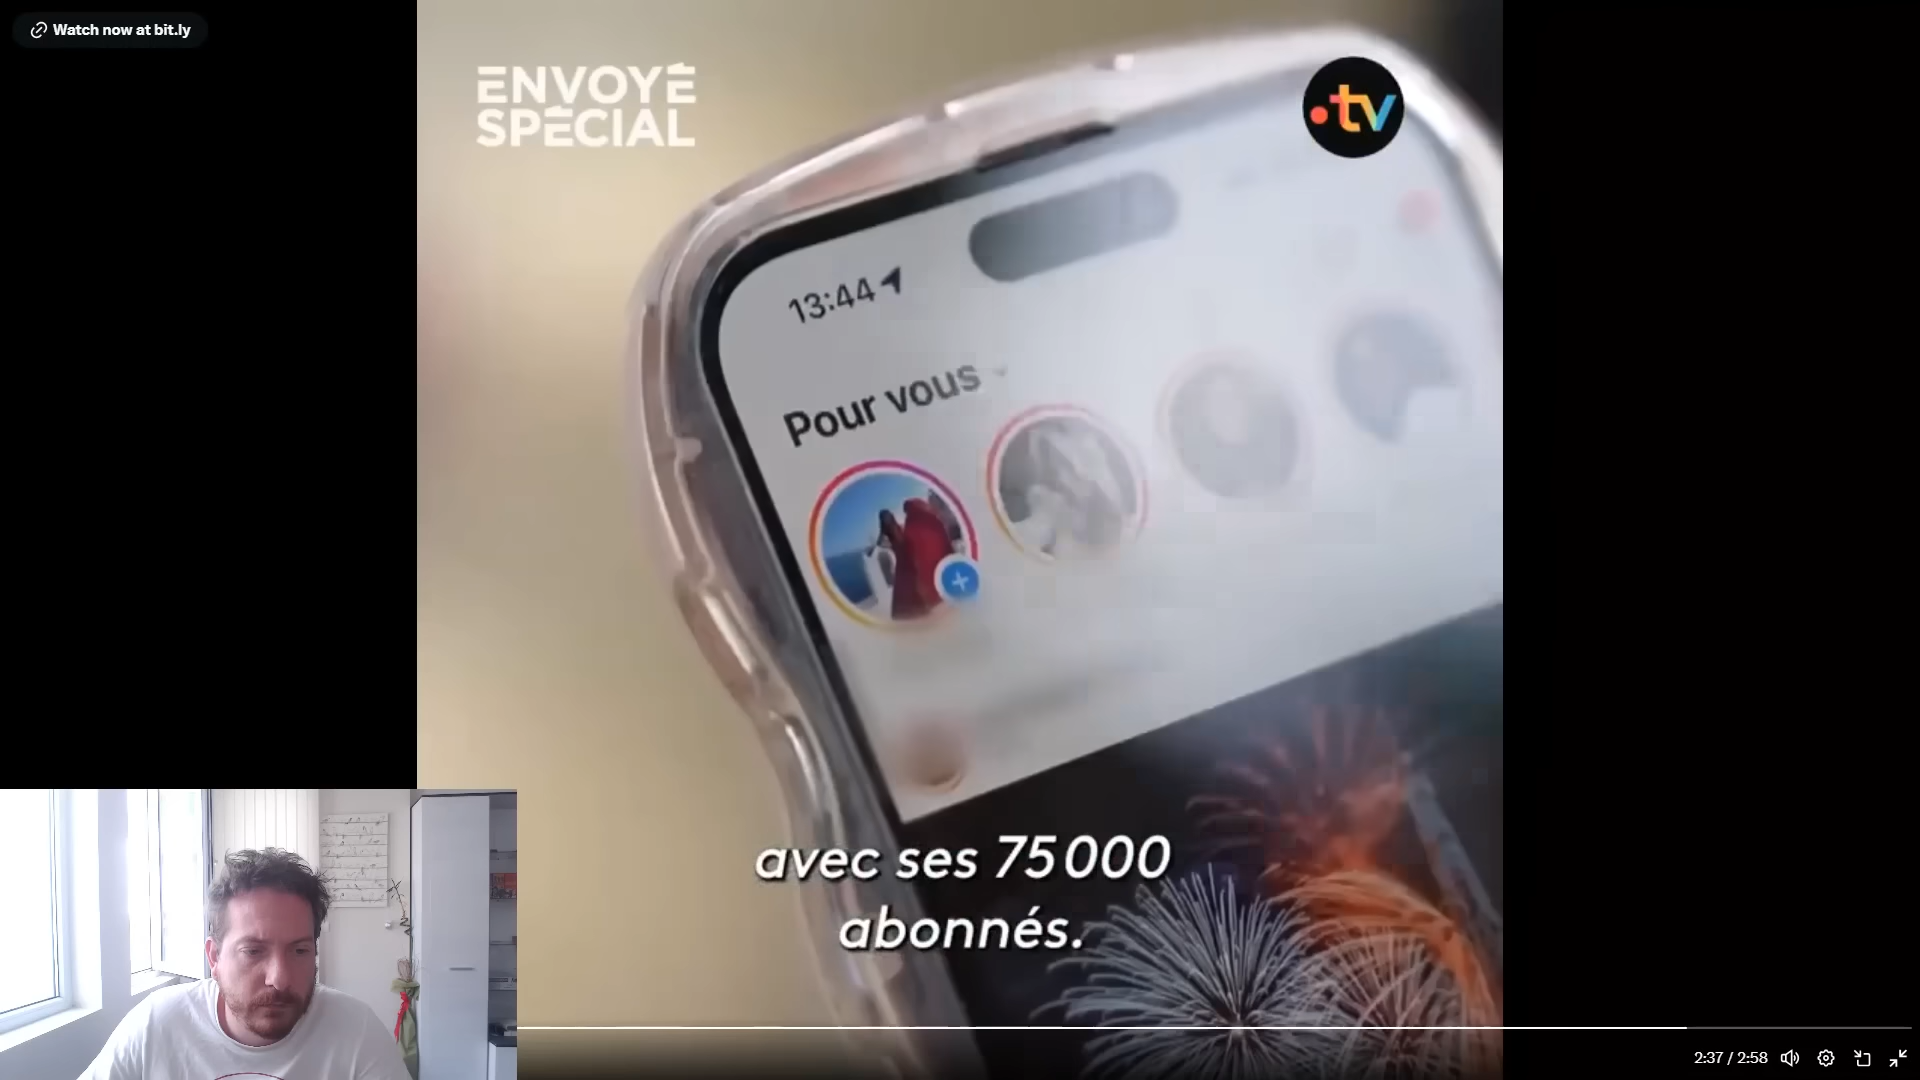 Watch now at bit.ly
ENVOYÉ
SPÉCIAL
•tv
13:44
Pour vous
avec ses 75 000
abonnés.
2:37 / 2:58